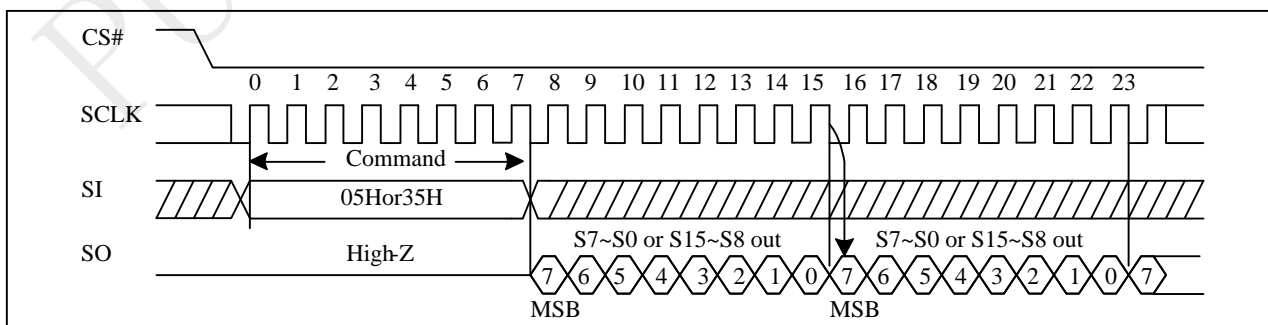 CS#
0 1 2 3 4 5 6 7 8 9 10 11 12 13 14 15 16 17 18 19 20 21 22 23
SCLK
Command
SI
05Hor35H
S7~S0 or S15~S8 out S7~S0 or S15~S8 out
SO
High-Z
7 6 5 4 3 2 1 0 7 6 5 4 3 2 1 0 7
MSB MSB